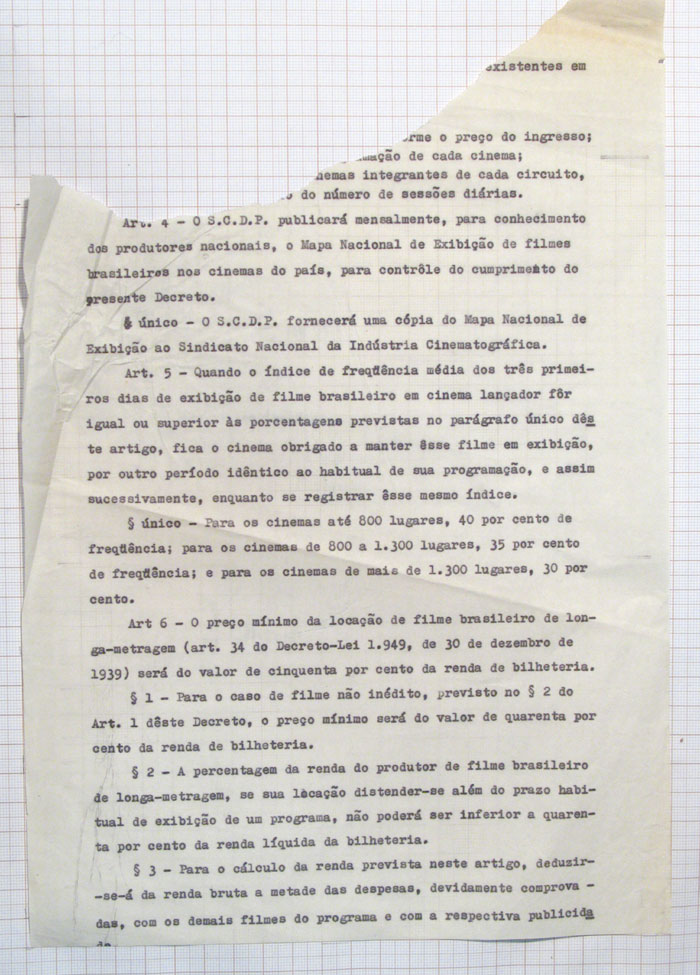 existentes em
o preço do ingresso;
de cada cinema;
integrantes de cada circuito,
do número de sessões diárias.
Art. 4 - O S.C.D.P. publicará mensalmente, para conhecimento
dos produtores nacionais, o Mapa Nacional de Exibição de filmes
brasileiros nos cinemas do país, para contrôle do cumprimento do
presente Decreto.
§ único - O S.C.D.P. fornecerá uma cópia do Mapa Nacional de
Exibição ao Sindicato Nacional da Indústria Cinematográfica.
Art. 5 - Quando o índice de freqüência média dos três primei-
ros dias de exibição de filme brasileiro em cinema lançador fôr
igual ou superior às porcentagens previstas no parágrafo único dês
te artigo, fica o cinema obrigado a manter êsse filme em exibição,
por outro período idêntico ao habitual de sua programação, e assim
sucessivamente, enquanto se registrar êsse mesmo índice.
§ único - Para os cinemas até 800 lugares, 40 por cento de
freqüência; para os cinemas de 800 a 1.300 lugares, 35 por cento
de freqüência; e para os cinemas de mais de 1.300 lugares, 30 por
cento.
Art 6 - O preço mínimo da locação de filme brasileiro de lon-
ga-metragem (art. 34 do Decreto-Lei 1.949, de 30 de dezembro de
1939) será do valor de cinquenta por cento da renda de bilheteria.
§ 1 - Para o caso de filme não inédito, previsto no § 2 do
Art. 1 dêste Decreto, o preço mínimo será do valor de quarenta por
cento da renda de bilheteria.
§ 2 - A percentagem da renda do produtor de filme brasileiro
de longa-metragem, se sua locação distender-se além do prazo habi-
tual de exibição de um programa, não poderá ser inferior a quaren-
ta por cento da renda líquida da bilheteria.
§ 3 - Para o cálculo da renda prevista neste artigo, deduzir-
-se-á da renda bruta a metade das despesas, devidamente comprova -
das, com os demais filmes do programa e com a respectiva publicida
de.